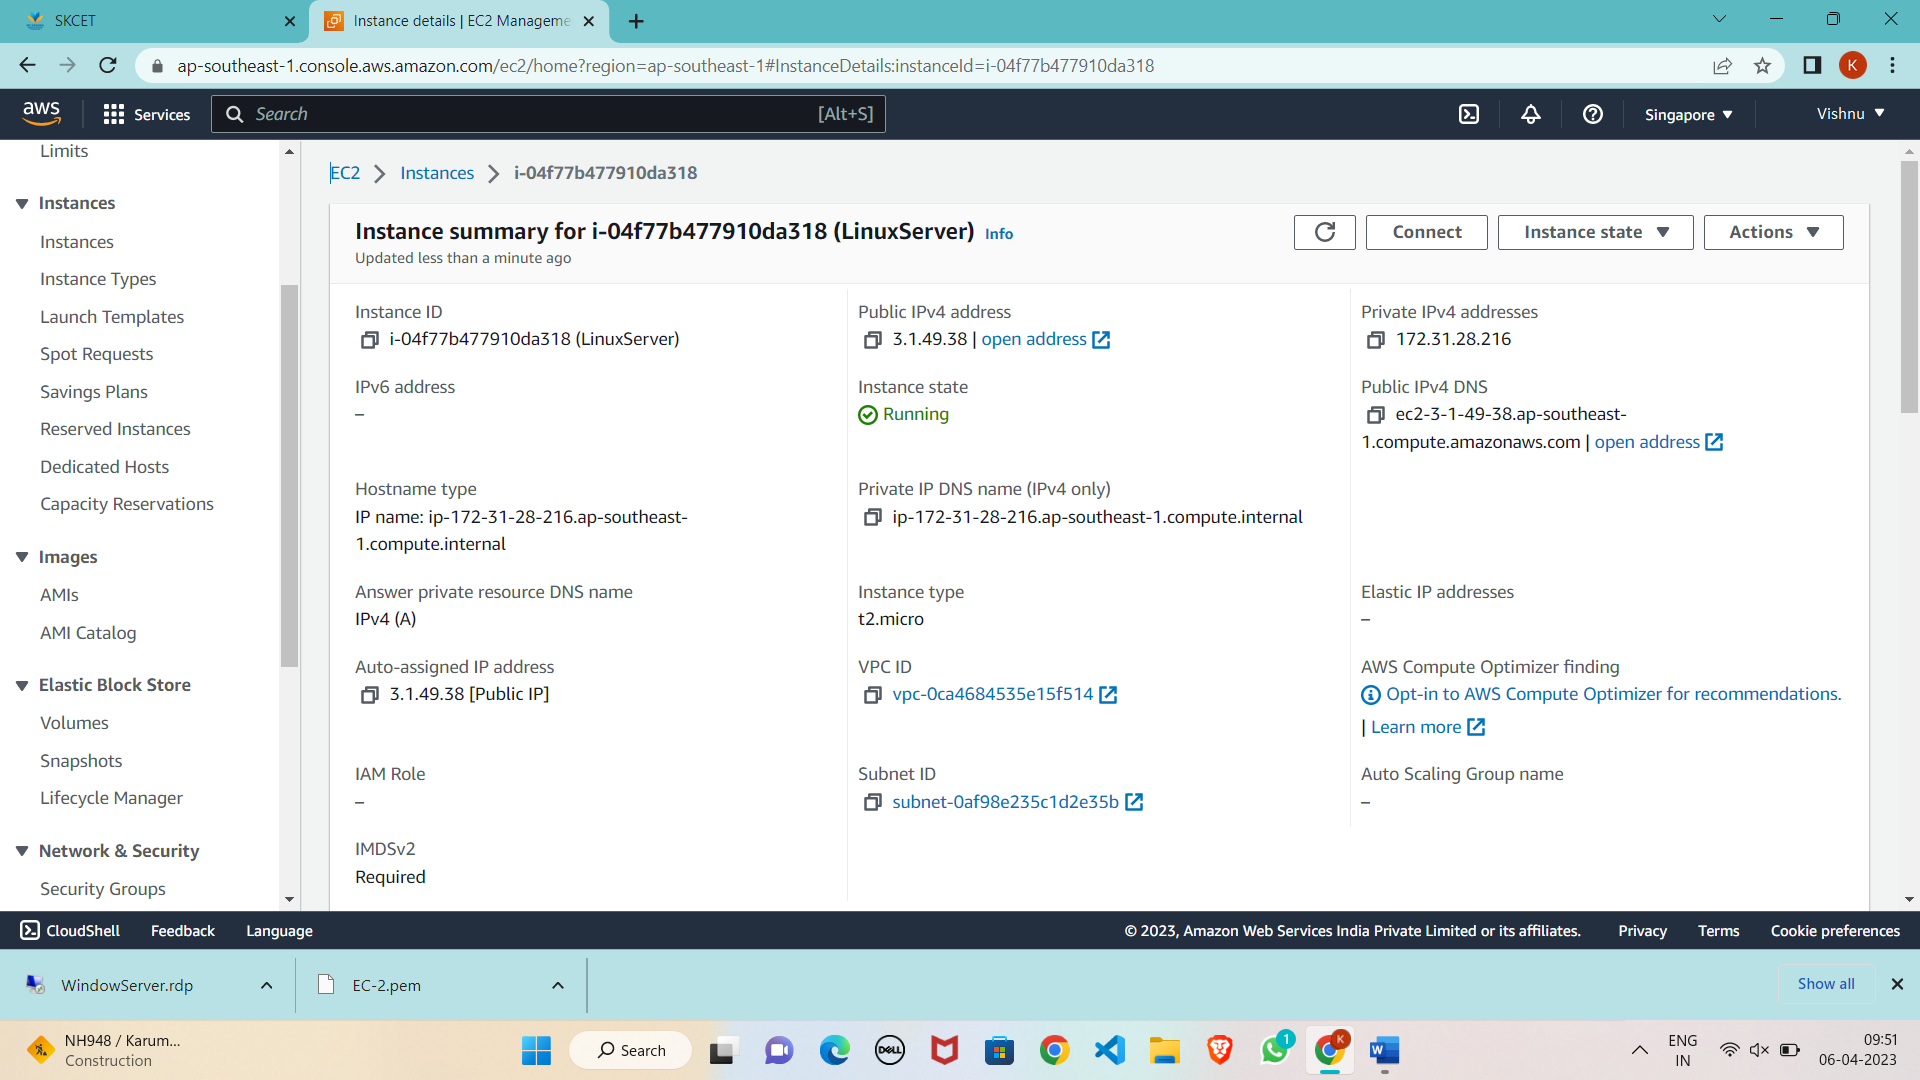 SKCET
Instance details | EC2 Manageme
ap-southeast-1.console.aws.amazon.com/ec2/home?region=ap-southeast-1#InstanceDetails:instanceId=i-04f77b477910da318
K
aws
Services
Search
[Alt+S]
Singapore
Vishnu
Limits
Instances
Instances
Instance Types
Launch Templates
Spot Requests
Savings Plans
Reserved Instances
Dedicated Hosts
Capacity Reservations
Images
AMIs
AMI Catalog
Elastic Block Store
Volumes
Snapshots
Lifecycle Manager
Network & Security
Security Groups
EC2
Instances
i-04f77b477910da318
Instance summary for i-04f77b477910da318 (LinuxServer) Info
Updated less than a minute ago
Connect
Instance state
Actions
Instance ID
i-04f77b477910da318 (LinuxServer)
Public IPv4 address
3.1.49.38 | open address
Private IPv4 addresses
172.31.28.216
IPv6 address
–
Instance state
Running
Public IPv4 DNS
ec2-3-1-49-38.ap-southeast-
1.compute.amazonaws.com | open address
Hostname type
IP name: ip-172-31-28-216.ap-southeast-
1.compute.internal
Private IP DNS name (IPv4 only)
ip-172-31-28-216.ap-southeast-1.compute.internal
Answer private resource DNS name
IPv4 (A)
Instance type
t2.micro
Elastic IP addresses
–
Auto-assigned IP address
3.1.49.38 [Public IP]
VPC ID
vpc-0ca4684535e15f514
AWS Compute Optimizer finding
Opt-in to AWS Compute Optimizer for recommendations.
| Learn more
IAM Role
–
Subnet ID
subnet-0af98e235c1d2e35b
Auto Scaling Group name
–
IMDSv2
Required
CloudShell
Feedback
Language
© 2023, Amazon Web Services India Private Limited or its affiliates.
Privacy
Terms
Cookie preferences
WindowServer.rdp
EC-2.pem
Show all
NH948 / Karum...
Construction
Search
DELL
1
K
W
ENG
IN
09:51
06-04-2023